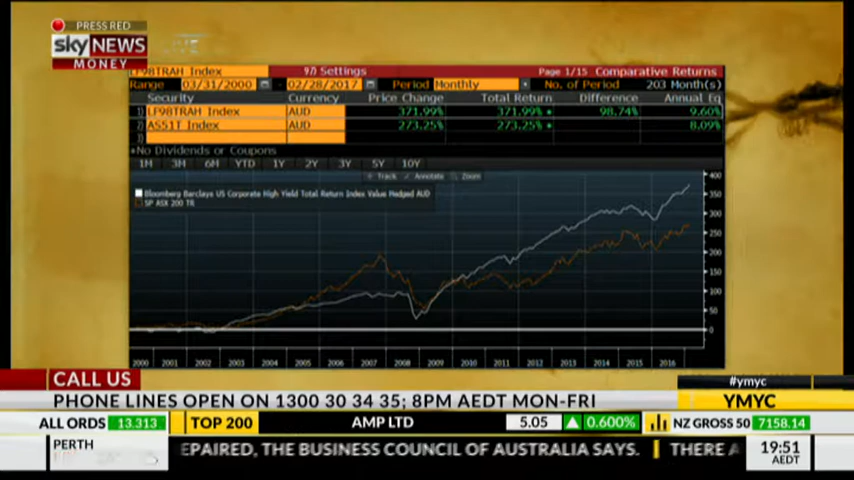 PRESS RED
sky NEWS LIVE
MONEY
LF98TRAH Index 97) Settings Page 1/15 Comparative Returns
Range 03/31/2000 - 02/28/2017 Period Monthly No. of Period 203 Month(s)
Security Currency Price Change Total Return Difference Annual Eq
1) LF98TRAH Index AUD 371.99% 371.99% 98.74% 9.60%
2) AS51T Index AUD 273.25% 273.25% 8.09%
*No Dividends or Coupons
1M 3M 6M YTD 1Y 2Y 3Y 5Y 10Y
Track Annotate Zoom
Bloomberg Barclays US Corporate High Yield Total Return Index Value Hedged AUD
SP ASX 200 TR
400
350
300
250
200
150
100
50
0
2000 2001 2002 2003 2004 2005 2006 2007 2008 2009 2010 2011 2012 2013 2014 2015 2016
CALL US #ymyc
PHONE LINES OPEN ON 1300 30 34 35; 8PM AEDT MON-FRI YMYC
ALL ORDS 13.313 TOP 200 AMP LTD 5.05 0.600% NZ GROSS 50 7158.14
PERTH EPAIRED, THE BUSINESS COUNCIL OF AUSTRALIA SAYS. THERE A 19:51
AEDT